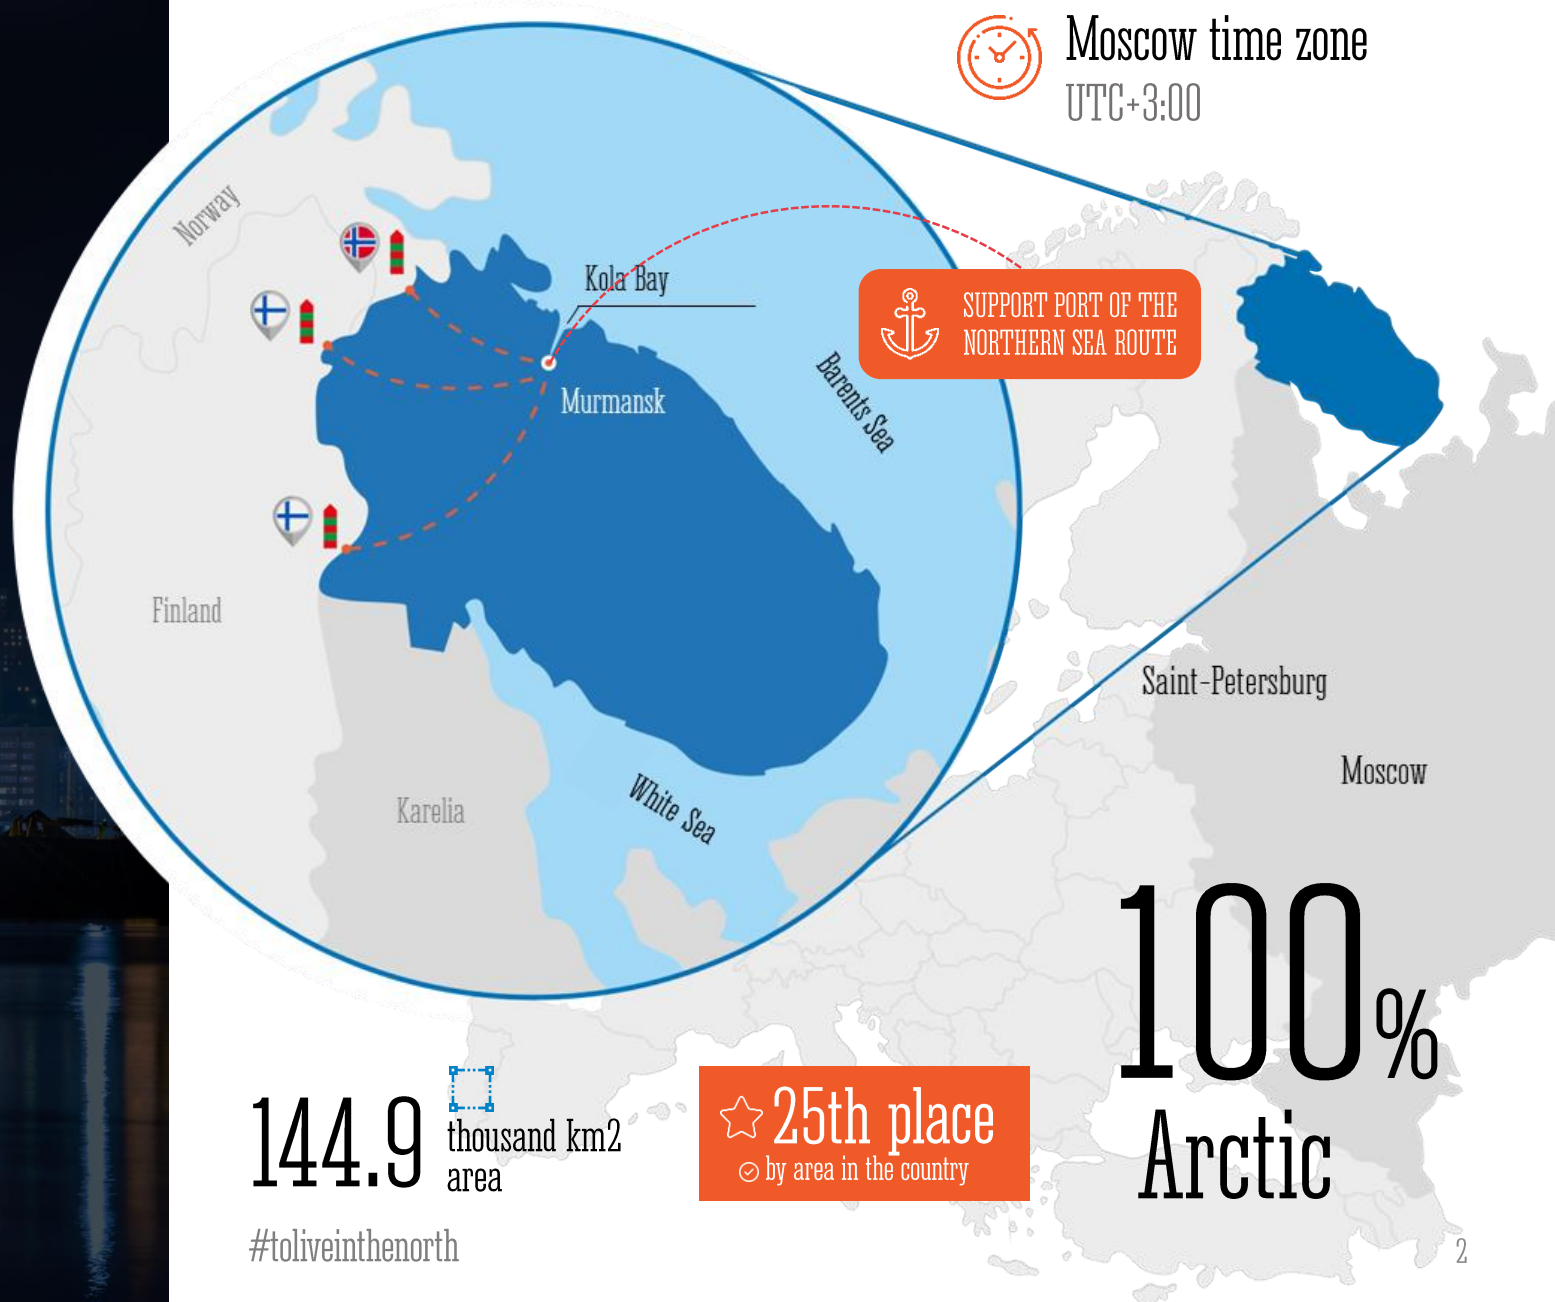 Moscow time zone
UTC+3:00
Norway
Kola Bay
SUPPORT PORT OF THE
NORTHERN SEA ROUTE
Barents Sea
Murmansk
Finland
Saint-Petersburg
Moscow
Karelia
White Sea
100%
Arctic
144.9
thousand km2
area
25th place
by area in the country
#toliveinthenorth
2